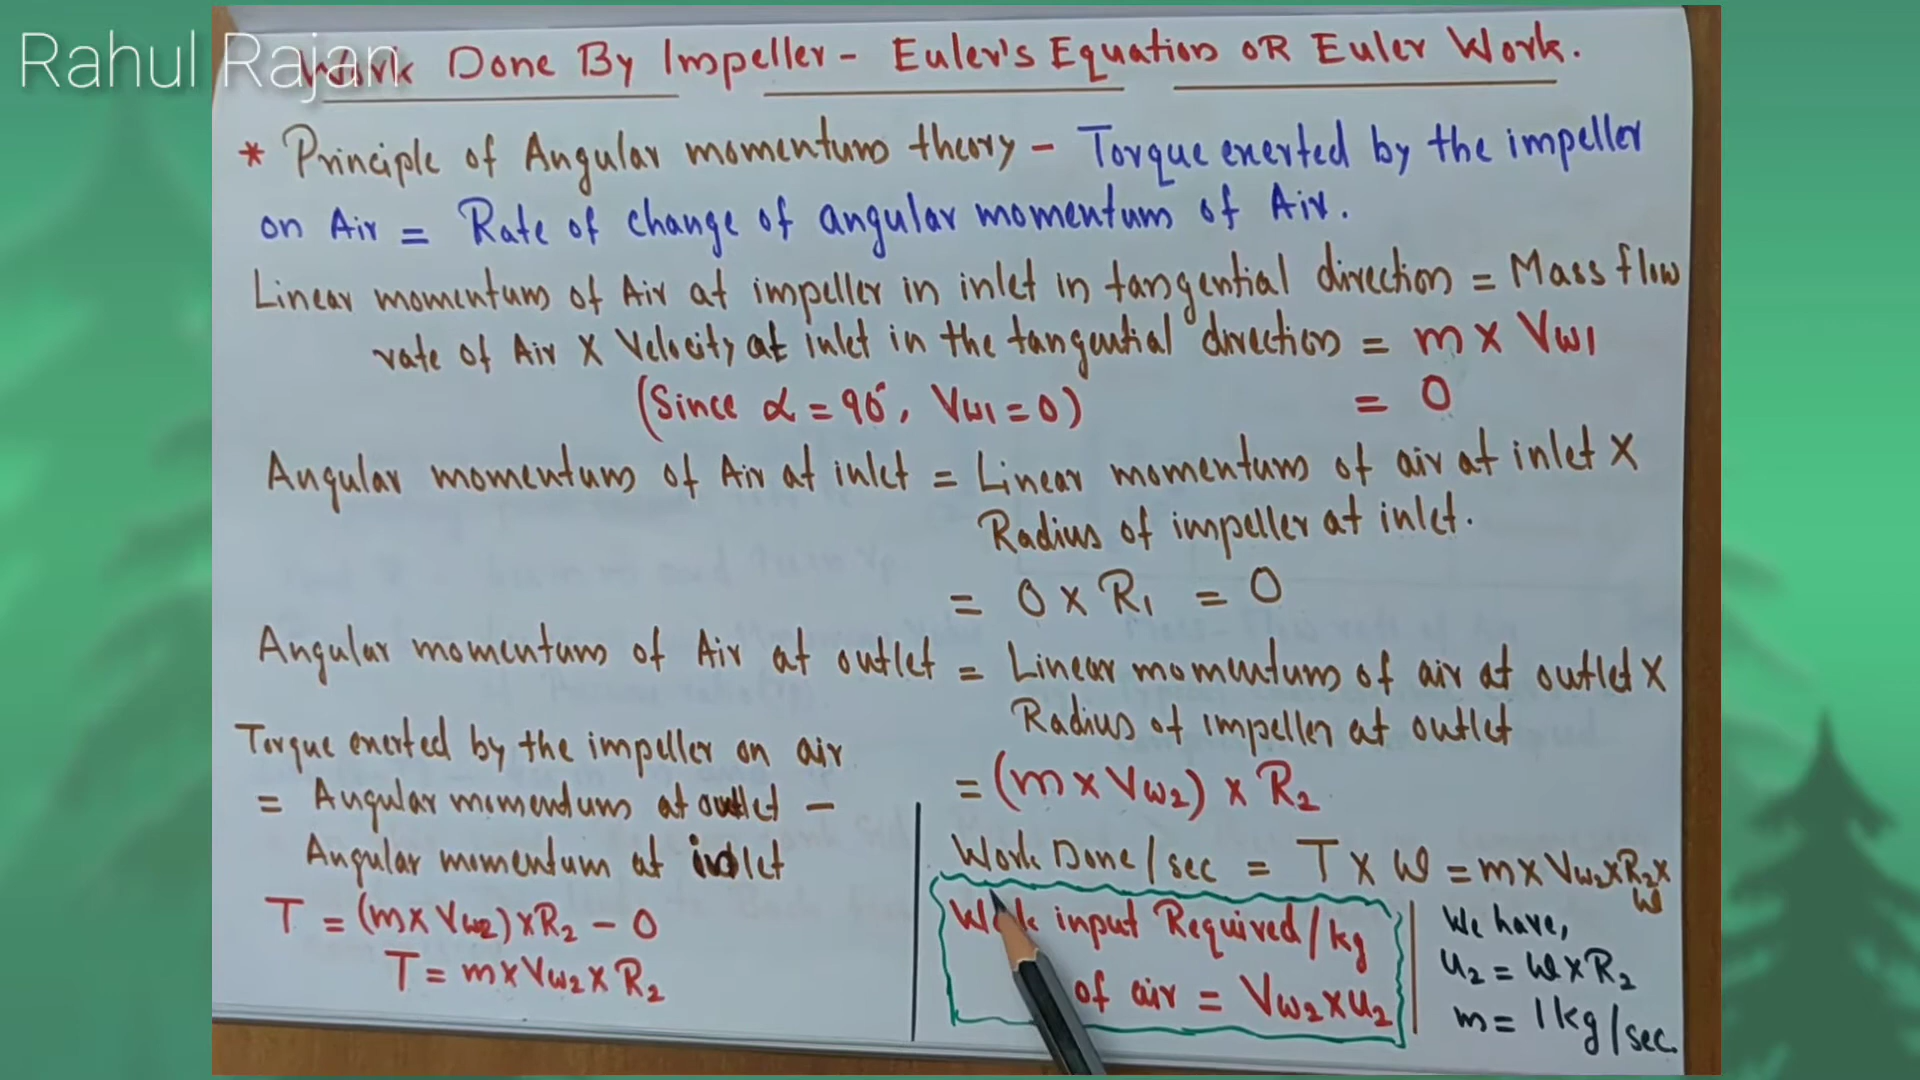 Rahul Rajan
Work Done By Impeller - Euler's Equation OR Euler Work.
* Principle of Angular momentum theory - Torque exerted by the impeller
on Air = Rate of change of angular momentum of Air.
Linear momentum of Air at impeller in inlet in tangential direction = Mass flow
rate of Air X Velocity at inlet in the tangential direction = m x Vw1
(Since α = 90°, Vw1 = 0) = 0
Angular momentum of Air at inlet = Linear momentum of air at inlet X
Radius of impeller at inlet.
= 0 x R1 = 0
Angular momentum of Air at outlet = Linear momentum of air at outlet X
Radius of impeller at outlet
= (m x Vw2) x R2
Torque exerted by the impeller on air
= Angular momentum at outlet -
Angular momentum at inlet
T = (m x Vw2) x R2 - 0
T = m x Vw2 x R2
Work Done / sec = T x ω = m x Vw2 x R2 x
ω
Work input Required / kg
of air = Vw2 x u2
We have,
u2 = ω x R2
m = 1 kg/sec.